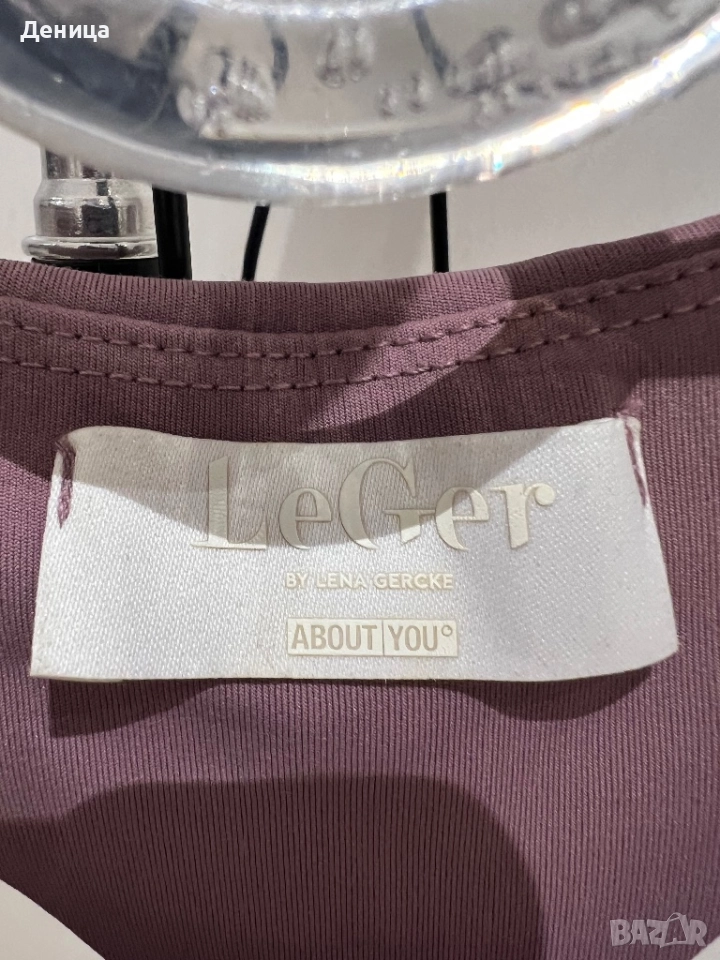 Деница
LeGer
BY LENA GERCKE
ABOUT YOU°
BAZAR